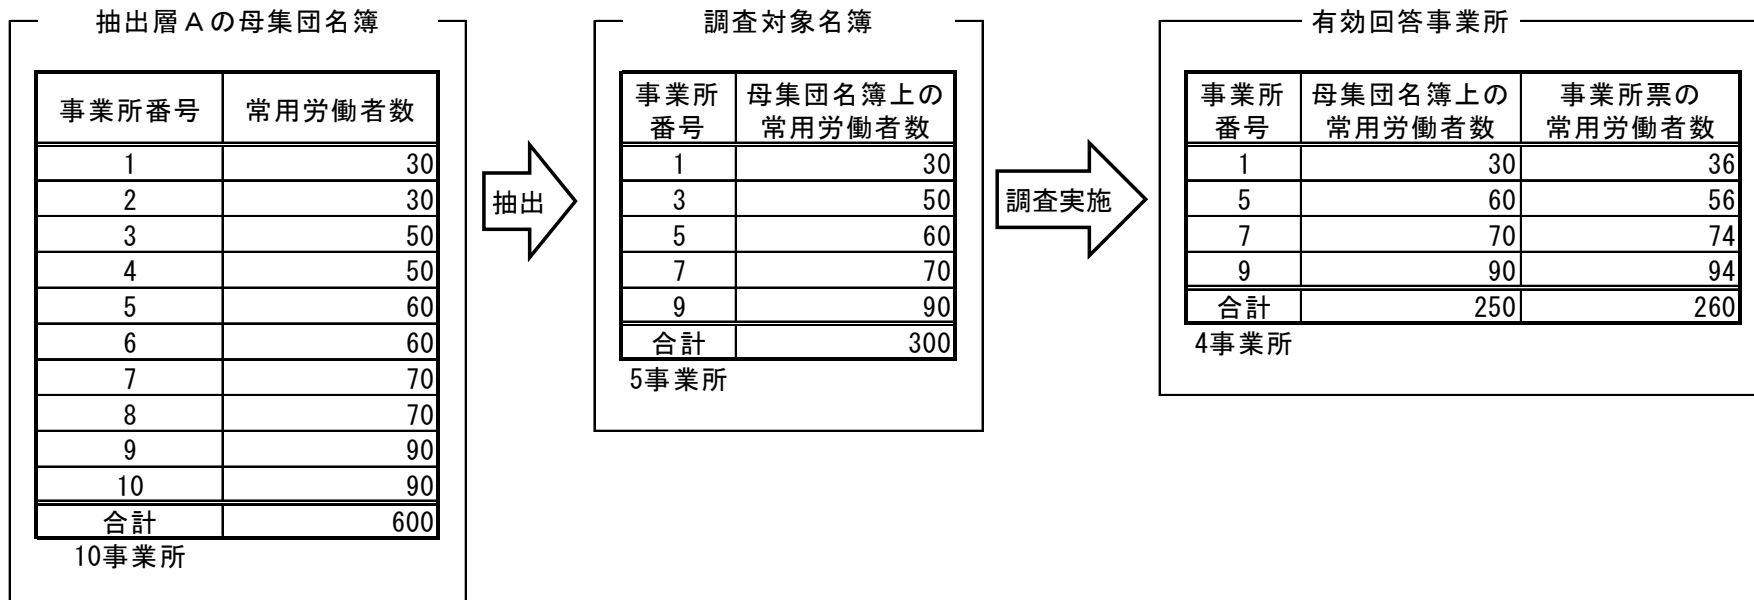 抽出層Aの母集団名簿
事業所番号 常用労働者数
1 30
2 30
3 50
4 50
5 60
6 60
7 70
8 70
9 90
10 90
合計 600
10事業所
抽出
調査対象名簿
事業所番号 母集団名簿上の常用労働者数
1 30
3 50
5 60
7 70
9 90
合計 300
5事業所
調査実施
有効回答事業所
事業所番号 母集団名簿上の常用労働者数 事業所票の常用労働者数
1 30 36
5 60 56
7 70 74
9 90 94
合計 250 260
4事業所